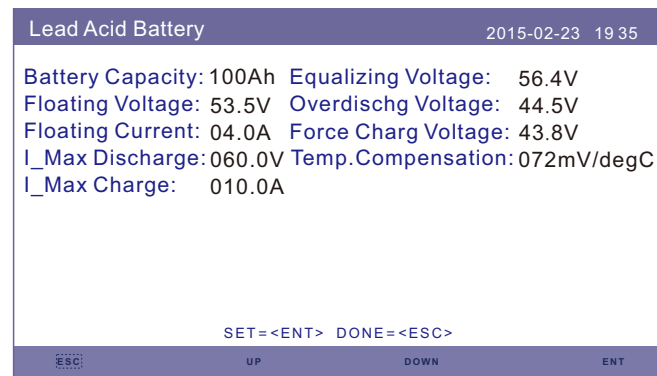 Lead Acid Battery 2015-02-23 19 35
Battery Capacity: 100Ah Equalizing Voltage: 56.4V
Floating Voltage: 53.5V Overdischg Voltage: 44.5V
Floating Current: 04.0A Force Charg Voltage: 43.8V
I_Max Discharge: 060.0V Temp.Compensation: 072mV/degC
I_Max Charge: 010.0A
SET=<ENT> DONE=<ESC>
ESC UP DOWN ENT